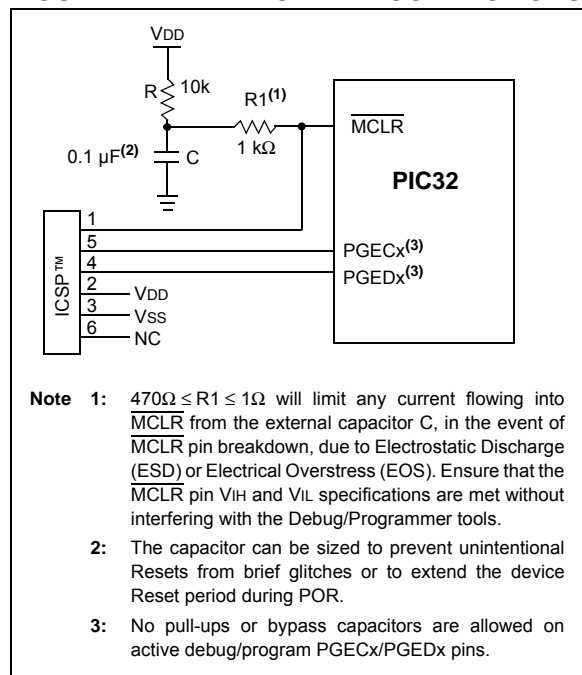 VDD
R 10k
R1(1)
1 kΩ
0.1 µF(2) C
MCLR
PIC32
ICSP™
1
5
4
2
3
6
PGECx(3)
PGEDx(3)
VDD
VSS
NC
Note 1: 470Ω ≤ R1 ≤ 1Ω will limit any current flowing into
MCLR from the external capacitor C, in the event of
MCLR pin breakdown, due to Electrostatic Discharge
(ESD) or Electrical Overstress (EOS). Ensure that the
MCLR pin VIH and VIL specifications are met without
interfering with the Debug/Programmer tools.
2: The capacitor can be sized to prevent unintentional
Resets from brief glitches or to extend the device
Reset period during POR.
3: No pull-ups or bypass capacitors are allowed on
active debug/program PGECx/PGEDx pins.